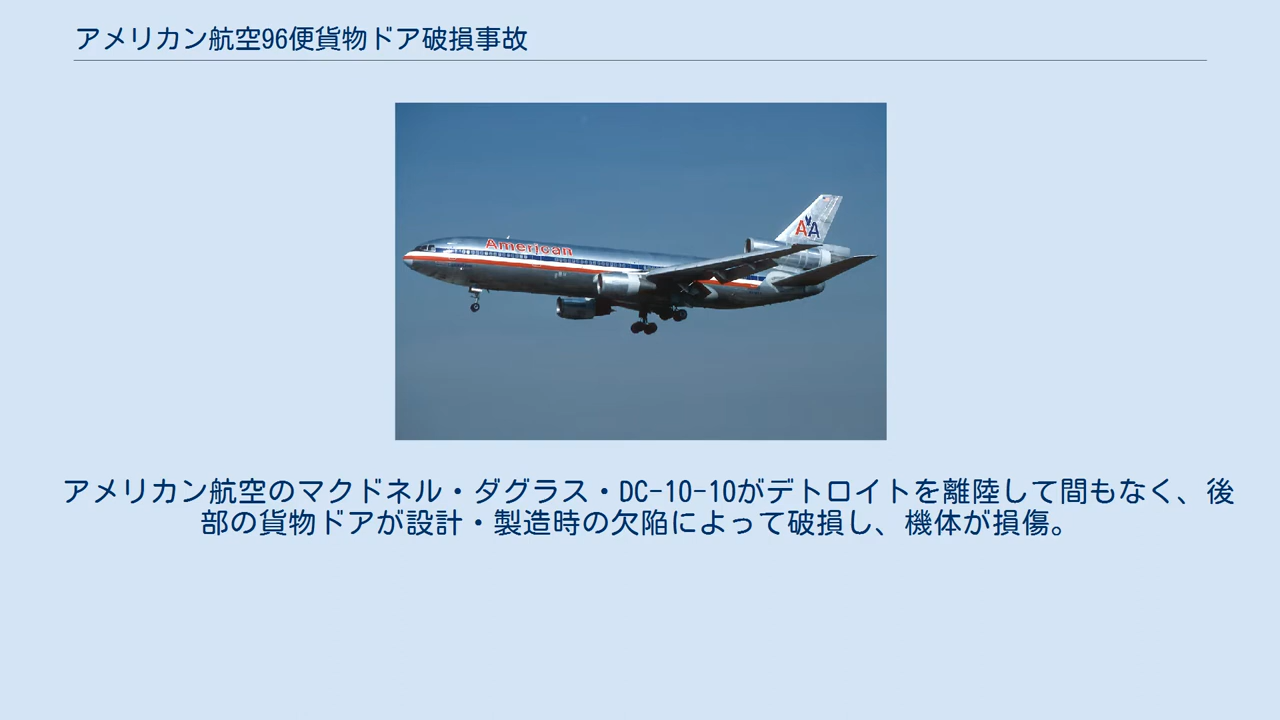 アメリカン航空96便貨物ドア破損事故
American
AA
アメリカン航空のマクドネル・ダグラス・DC-10-10がデトロイトを離陸して間もなく、後
部の貨物ドアが設計・製造時の欠陥によって破損し、機体が損傷。